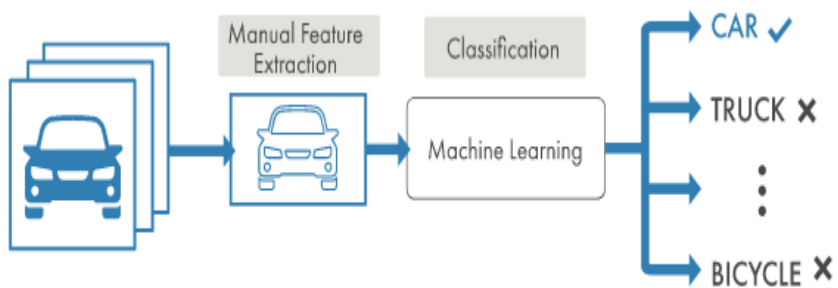 Manual Feature
Extraction
Classification
Machine Learning
CAR
TRUCK
BICYCLE